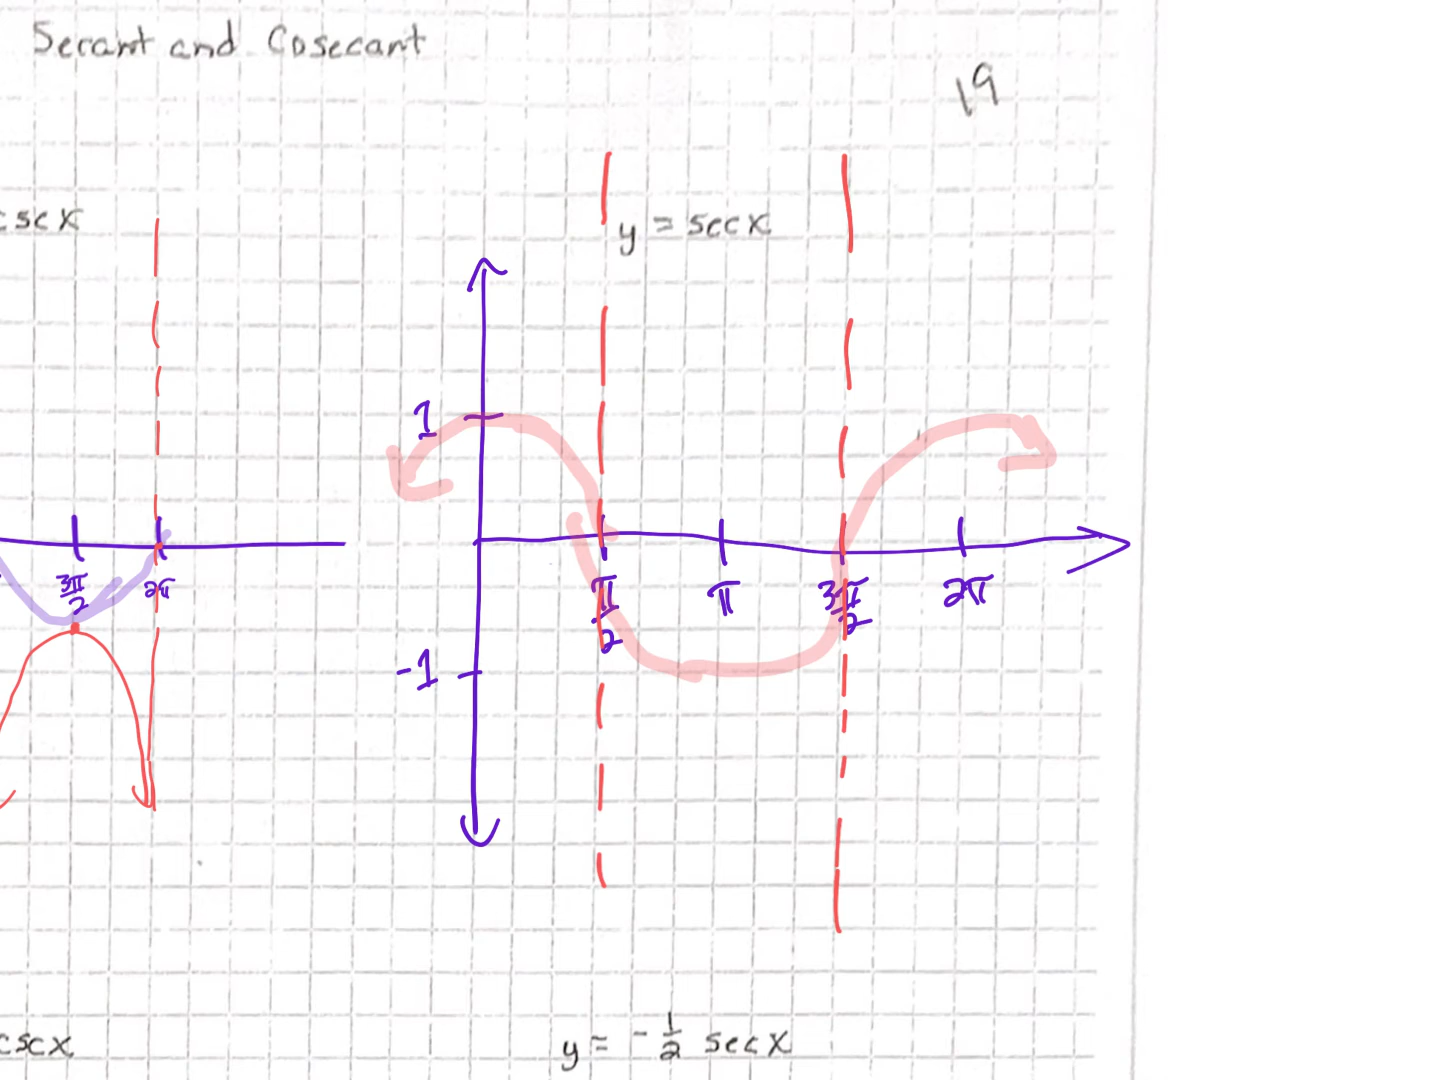 Secant and Cosecant
19
csc x
y = sec x
1
3π/2
2π
π/2
π
3π/2
2π
-1
csc x
y = -1/2 sec x